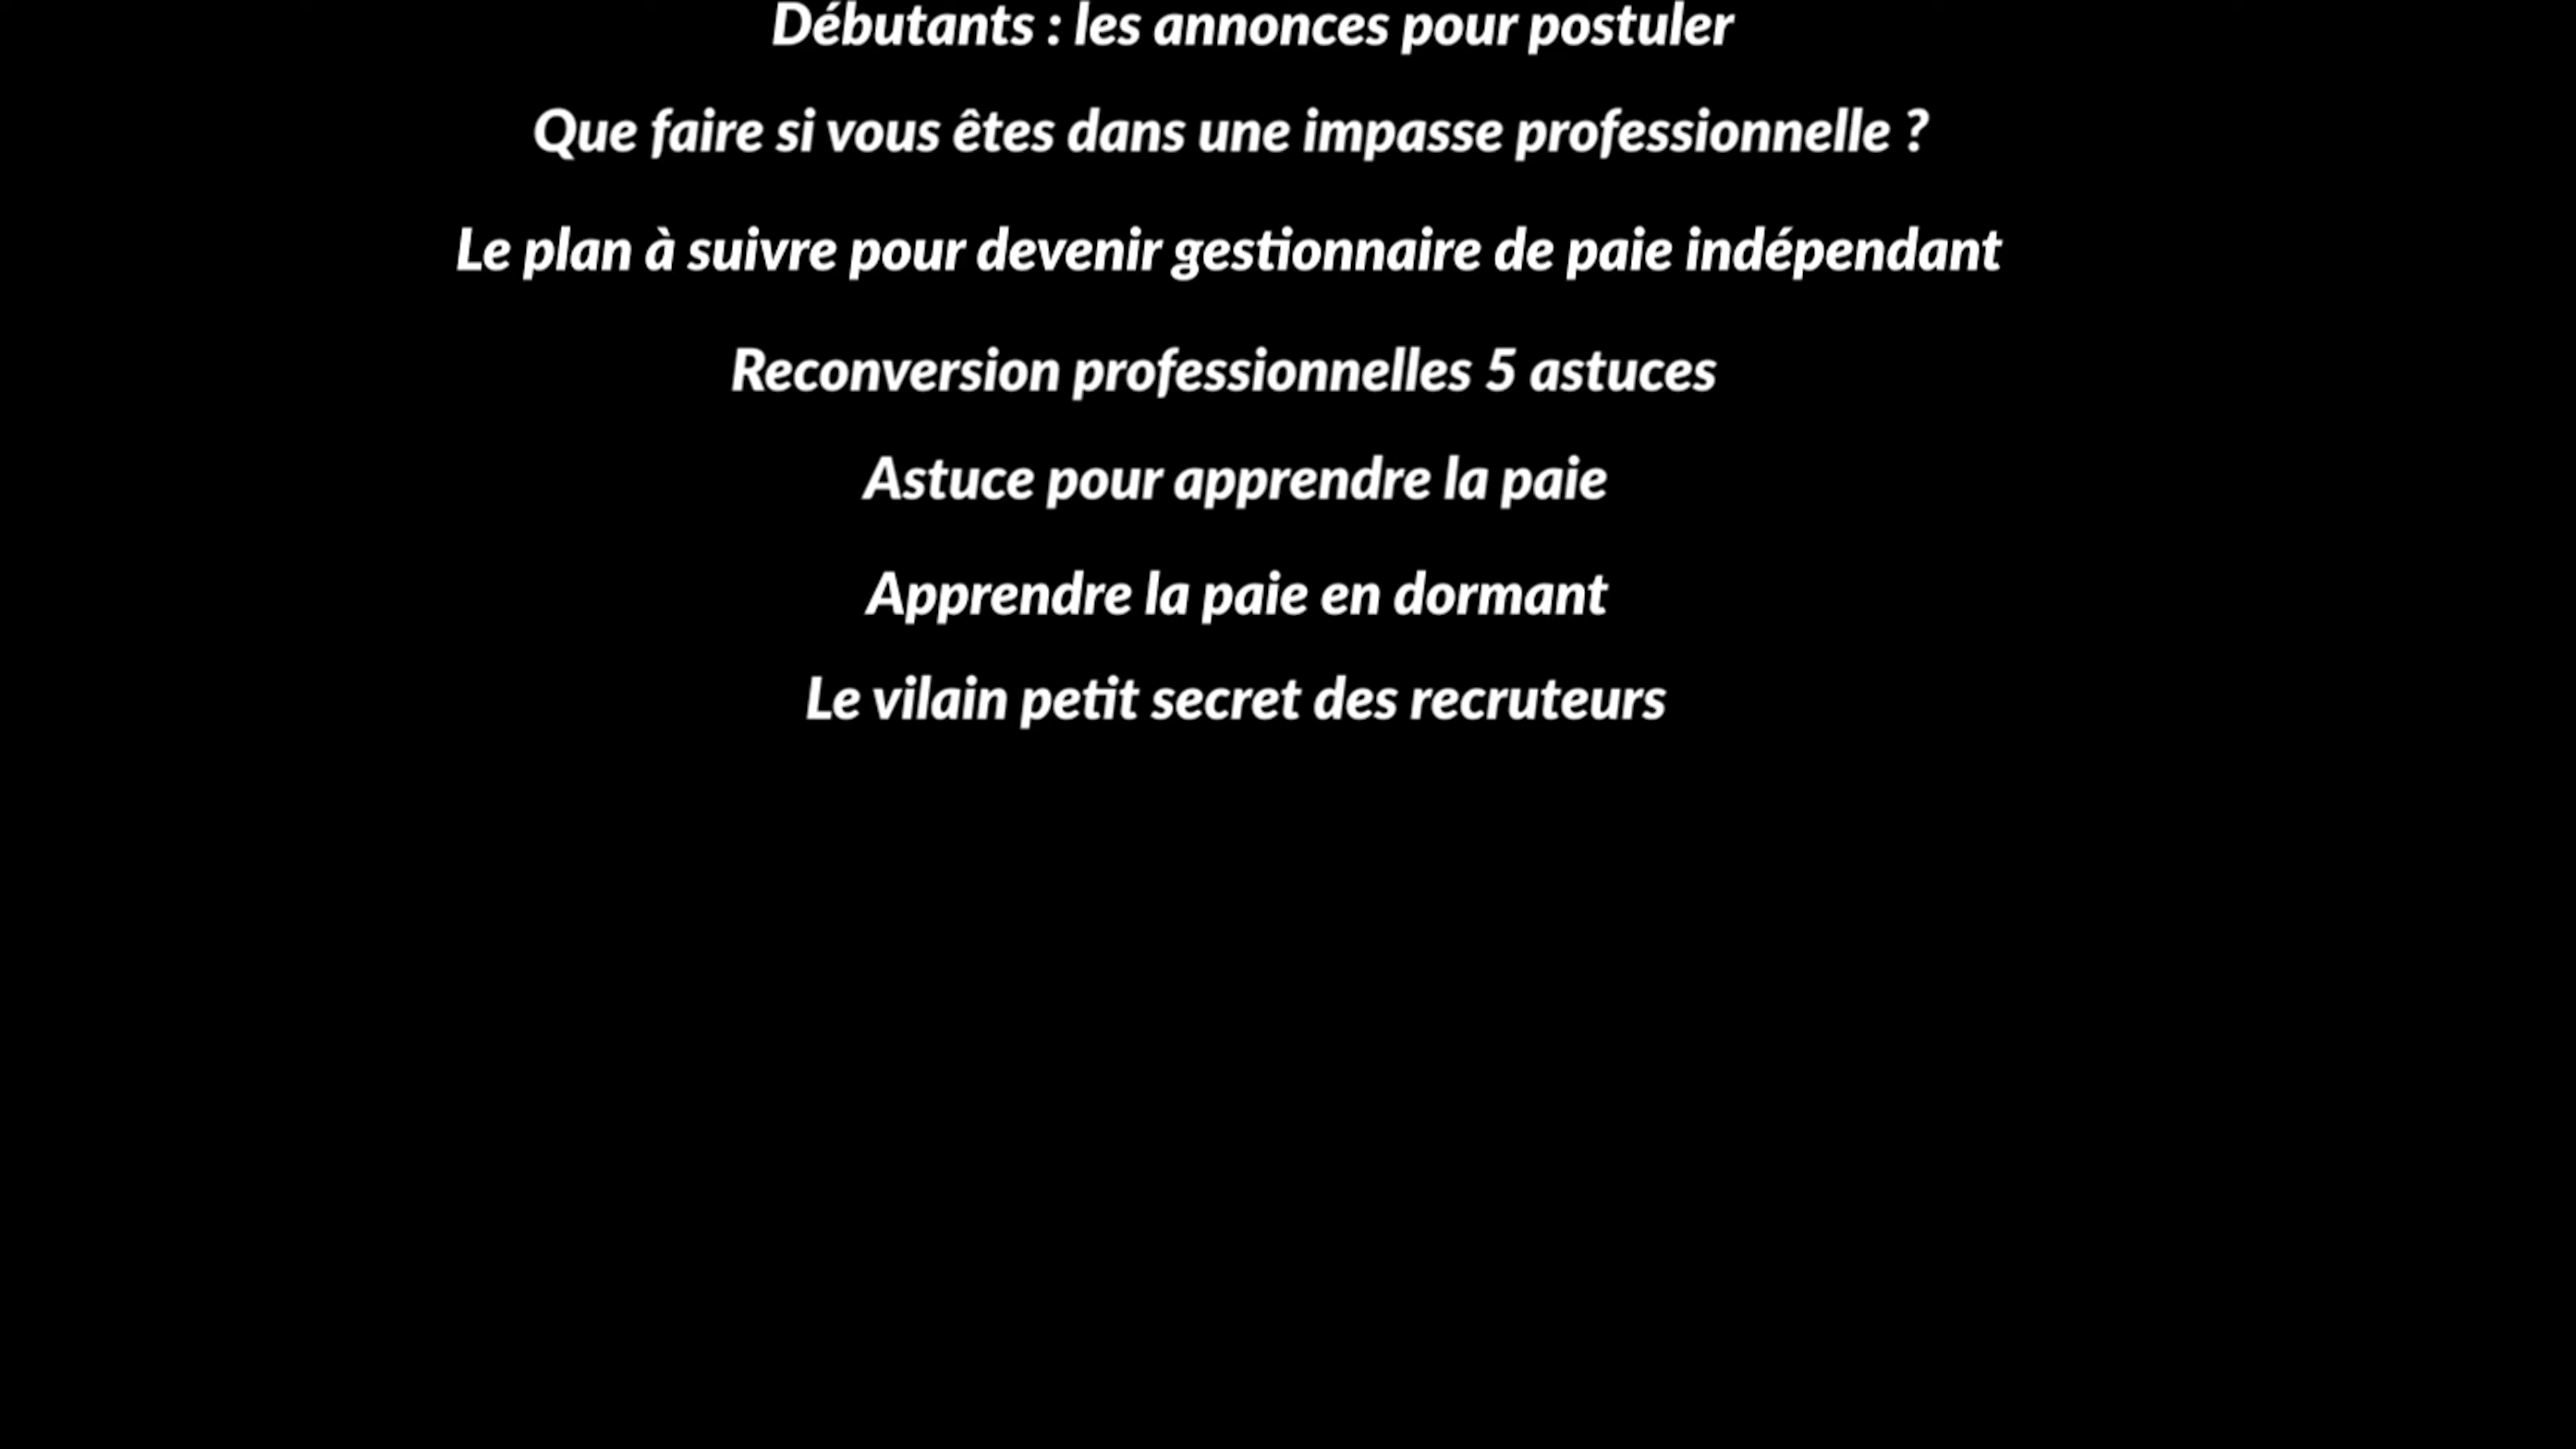 Débutants : les annonces pour postuler
Que faire si vous êtes dans une impasse professionnelle ?
Le plan à suivre pour devenir gestionnaire de paie indépendant
Reconversion professionnelles 5 astuces
Astuce pour apprendre la paie
Apprendre la paie en dormant
Le vilain petit secret des recruteurs